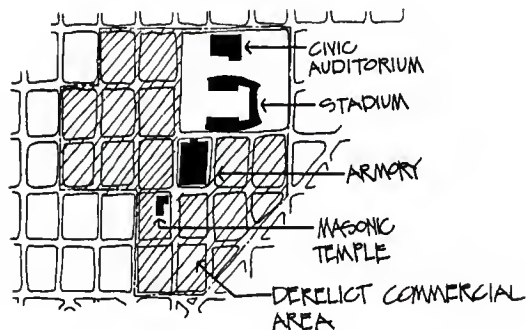 CIVIC
AUDITORIUM
STADIUM
ARMORY
MASONIC
TEMPLE
DERELICT COMMERCIAL
AREA